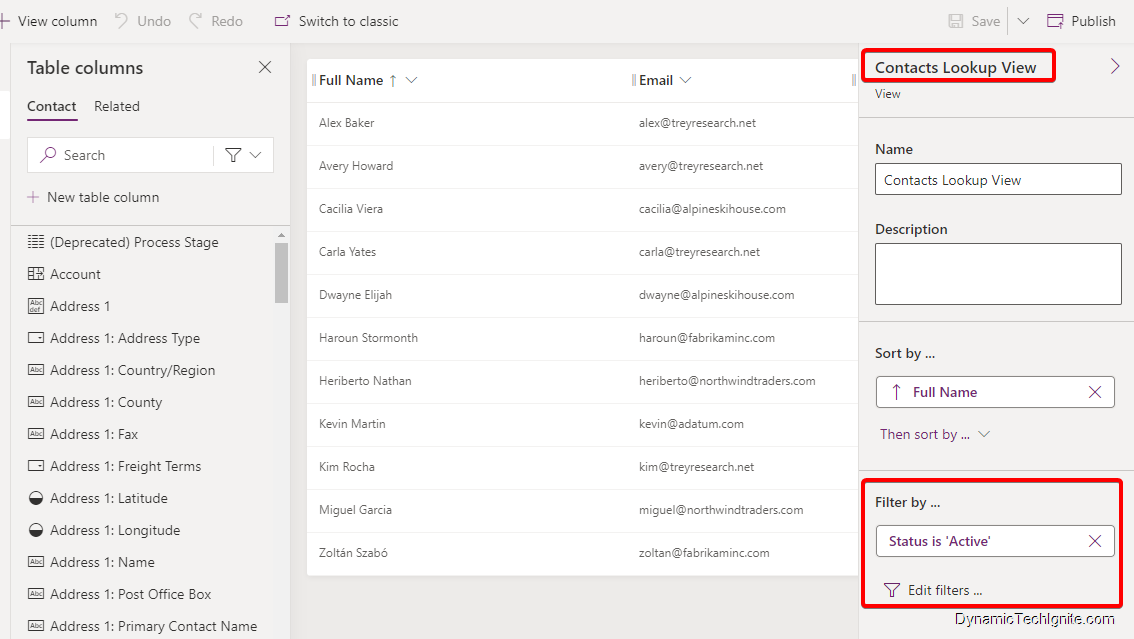 View column Undo Redo Switch to classic Save Publish
Table columns
Contact Related
Search
New table column
(Deprecated) Process Stage
Account
Address 1
Address 1: Address Type
Address 1: Country/Region
Address 1: County
Address 1: Fax
Address 1: Freight Terms
Address 1: Latitude
Address 1: Longitude
Address 1: Name
Address 1: Post Office Box
Address 1: Primary Contact Name
Full Name ↑ Email
Alex Baker alex@treyresearch.net
Avery Howard avery@treyresearch.net
Cacilia Viera cacilia@alpineskihouse.com
Carla Yates carla@treyresearch.net
Dwayne Elijah dwayne@alpineskihouse.com
Haroun Stormonth haroun@fabrikaminc.com
Heriberto Nathan heriberto@northwindtraders.com
Kevin Martin kevin@adatum.com
Kim Rocha kim@treyresearch.net
Miguel Garcia miguel@northwindtraders.com
Zoltán Szabó zoltan@fabrikaminc.com
Contacts Lookup View
View
Name
Contacts Lookup View
Description
Sort by ...
Full Name
Then sort by ...
Filter by ...
Status is 'Active'
Edit filters ...
DynamicTechIgnite.com